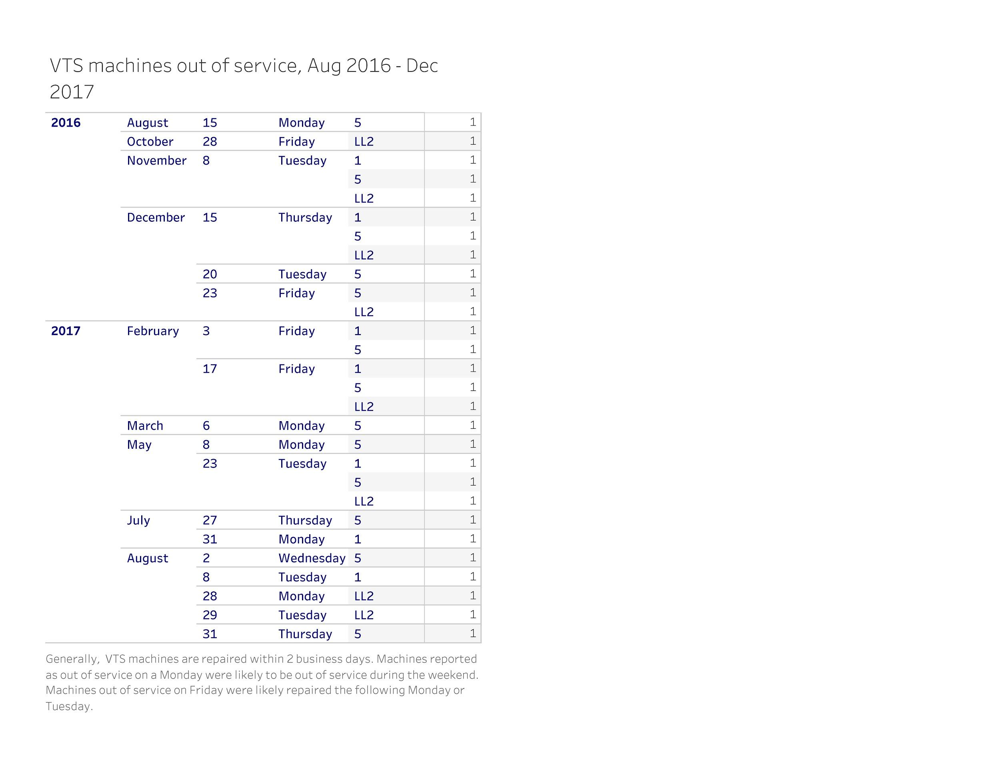 VTS machines out of service, Aug 2016 - Dec
2017
2016 August 15 Monday 5 1
October 28 Friday LL2 1
November 8 Tuesday 1 1
5 1
LL2 1
December 15 Thursday 1 1
5 1
LL2 1
20 Tuesday 5 1
23 Friday 5 1
LL2 1
2017 February 3 Friday 1 1
5 1
17 Friday 1 1
5 1
LL2 1
March 6 Monday 5 1
May 8 Monday 5 1
23 Tuesday 1 1
5 1
LL2 1
July 27 Thursday 5 1
31 Monday 1 1
August 2 Wednesday 5 1
8 Tuesday 1 1
28 Monday LL2 1
29 Tuesday LL2 1
31 Thursday 5 1
Generally, VTS machines are repaired within 2 business days. Machines reported
as out of service on a Monday were likely to be out of service during the weekend.
Machines out of service on Friday were likely repaired the following Monday or
Tuesday.